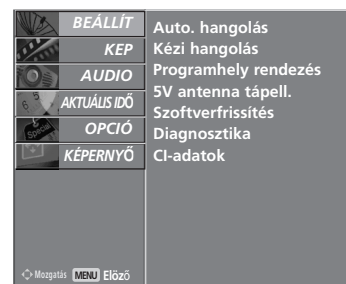 BEÁLLÍT
KEP
AUDIO
AKTUÁLIS IDŐ
OPCIÓ
KÉPERNYŐ
Auto. hangolás
Kézi hangolás
Programhely rendezés
5V antenna tápell.
Szoftverfrissítés
Diagnosztika
CI-adatok
Mozgatás MENU Elözō